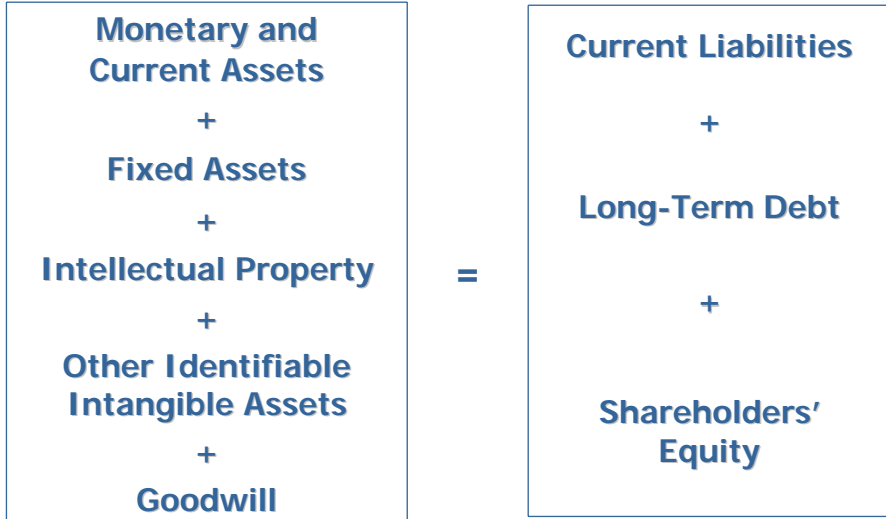 Monetary and
Current Assets
+
Fixed Assets
+
Intellectual Property
+
Other Identifiable
Intangible Assets
+
Goodwill
=
Current Liabilities
+
Long-Term Debt
+
Shareholders’
Equity